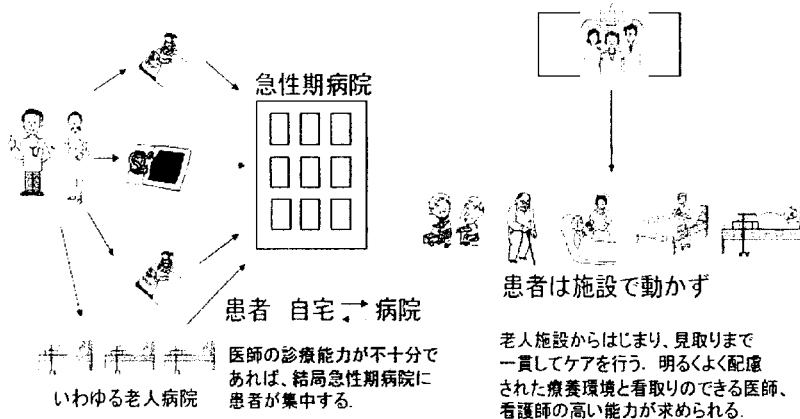 急性期病院
患者 自宅 ⇄ 病院
いわゆる老人病院
医師の診療能力が不十分で
あれば、結局急性期病院に
患者が集中する.
患者は施設で動かず
老人施設からはじまり、見取りまで
一貫してケアを行う. 明るくよく配慮
された療養環境と看取りのできる医師、
看護師の高い能力が求められる.